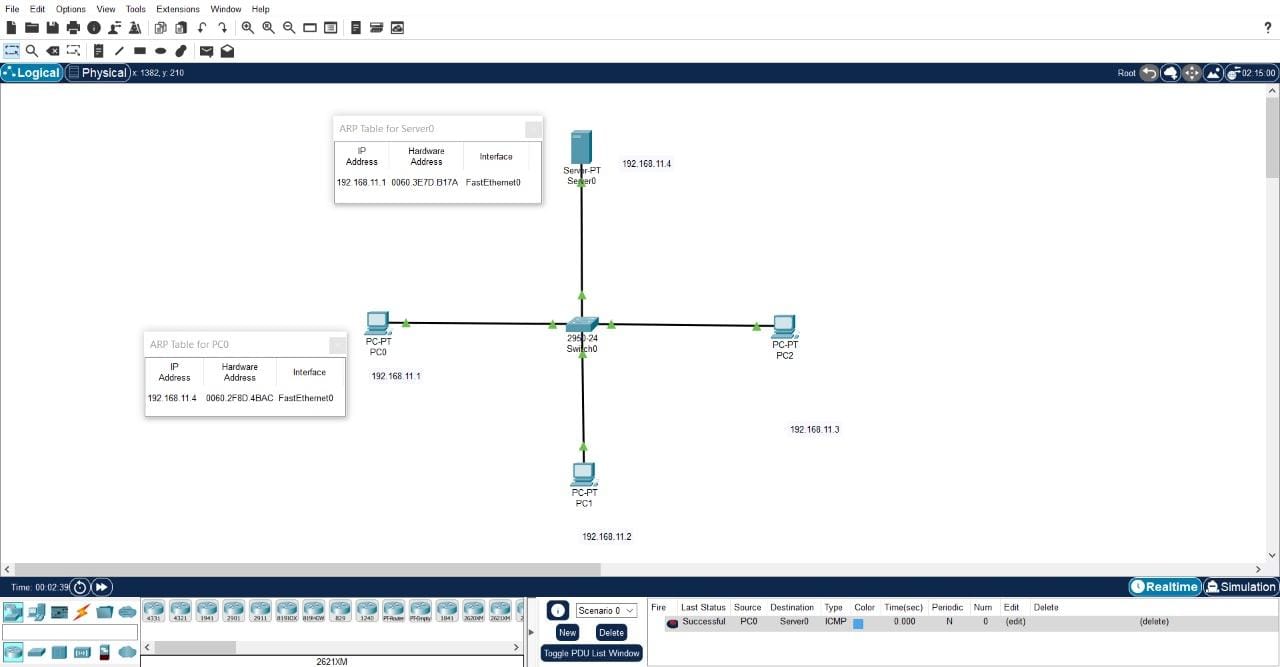 File Edit Options View Tools Extensions Window Help
?
Logical Physical x: 1382, y: 210 Root 02:15:00
ARP Table for Server0
IP Address Hardware Address Interface
192.168.11.1 0060.3E7D.B17A FastEthernet0
Server-PT
Server0
192.168.11.4
PC-PT
PC0
192.168.11.1
2950-24
Switch0
PC-PT
PC2
192.168.11.3
ARP Table for PC0
IP Address Hardware Address Interface
192.168.11.4 0060.2F8D.4BAC FastEthernet0
PC-PT
PC1
192.168.11.2
Time: 00:02:39 Realtime Simulation
4331 4321 1941 2901 2911 819IOX 819HGW 829 1240 PT-Router PT-Empty 1841 2620XM 2621XM 2
2621XM
Scenario 0
New Delete
Toggle PDU List Window
Fire Last Status Source Destination Type Color Time(sec) Periodic Num Edit Delete
Successful PC0 Server0 ICMP 0.000 N 0 (edit) (delete)